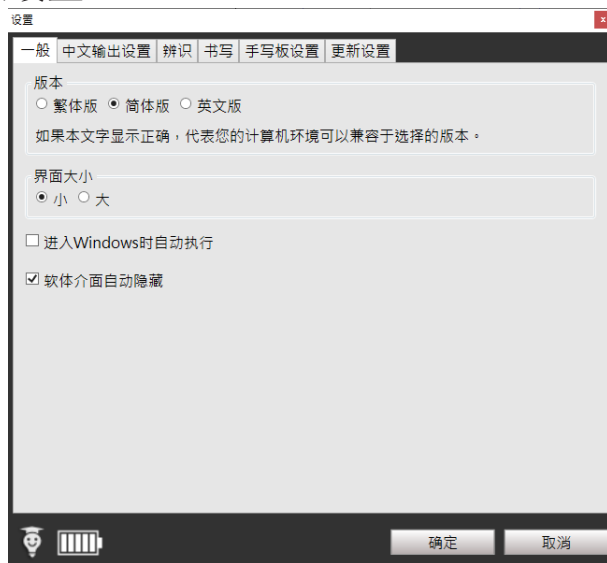 设置
一般 中文输出设置 辨识 书写 手写板设置 更新设置
版本
繁体版 简体版 英文版
如果本文字显示正确，代表您的计算机环境可以兼容于选择的版本。
界面大小
小 大
进入Windows时自动执行
软体介面自动隐藏
确定 取消